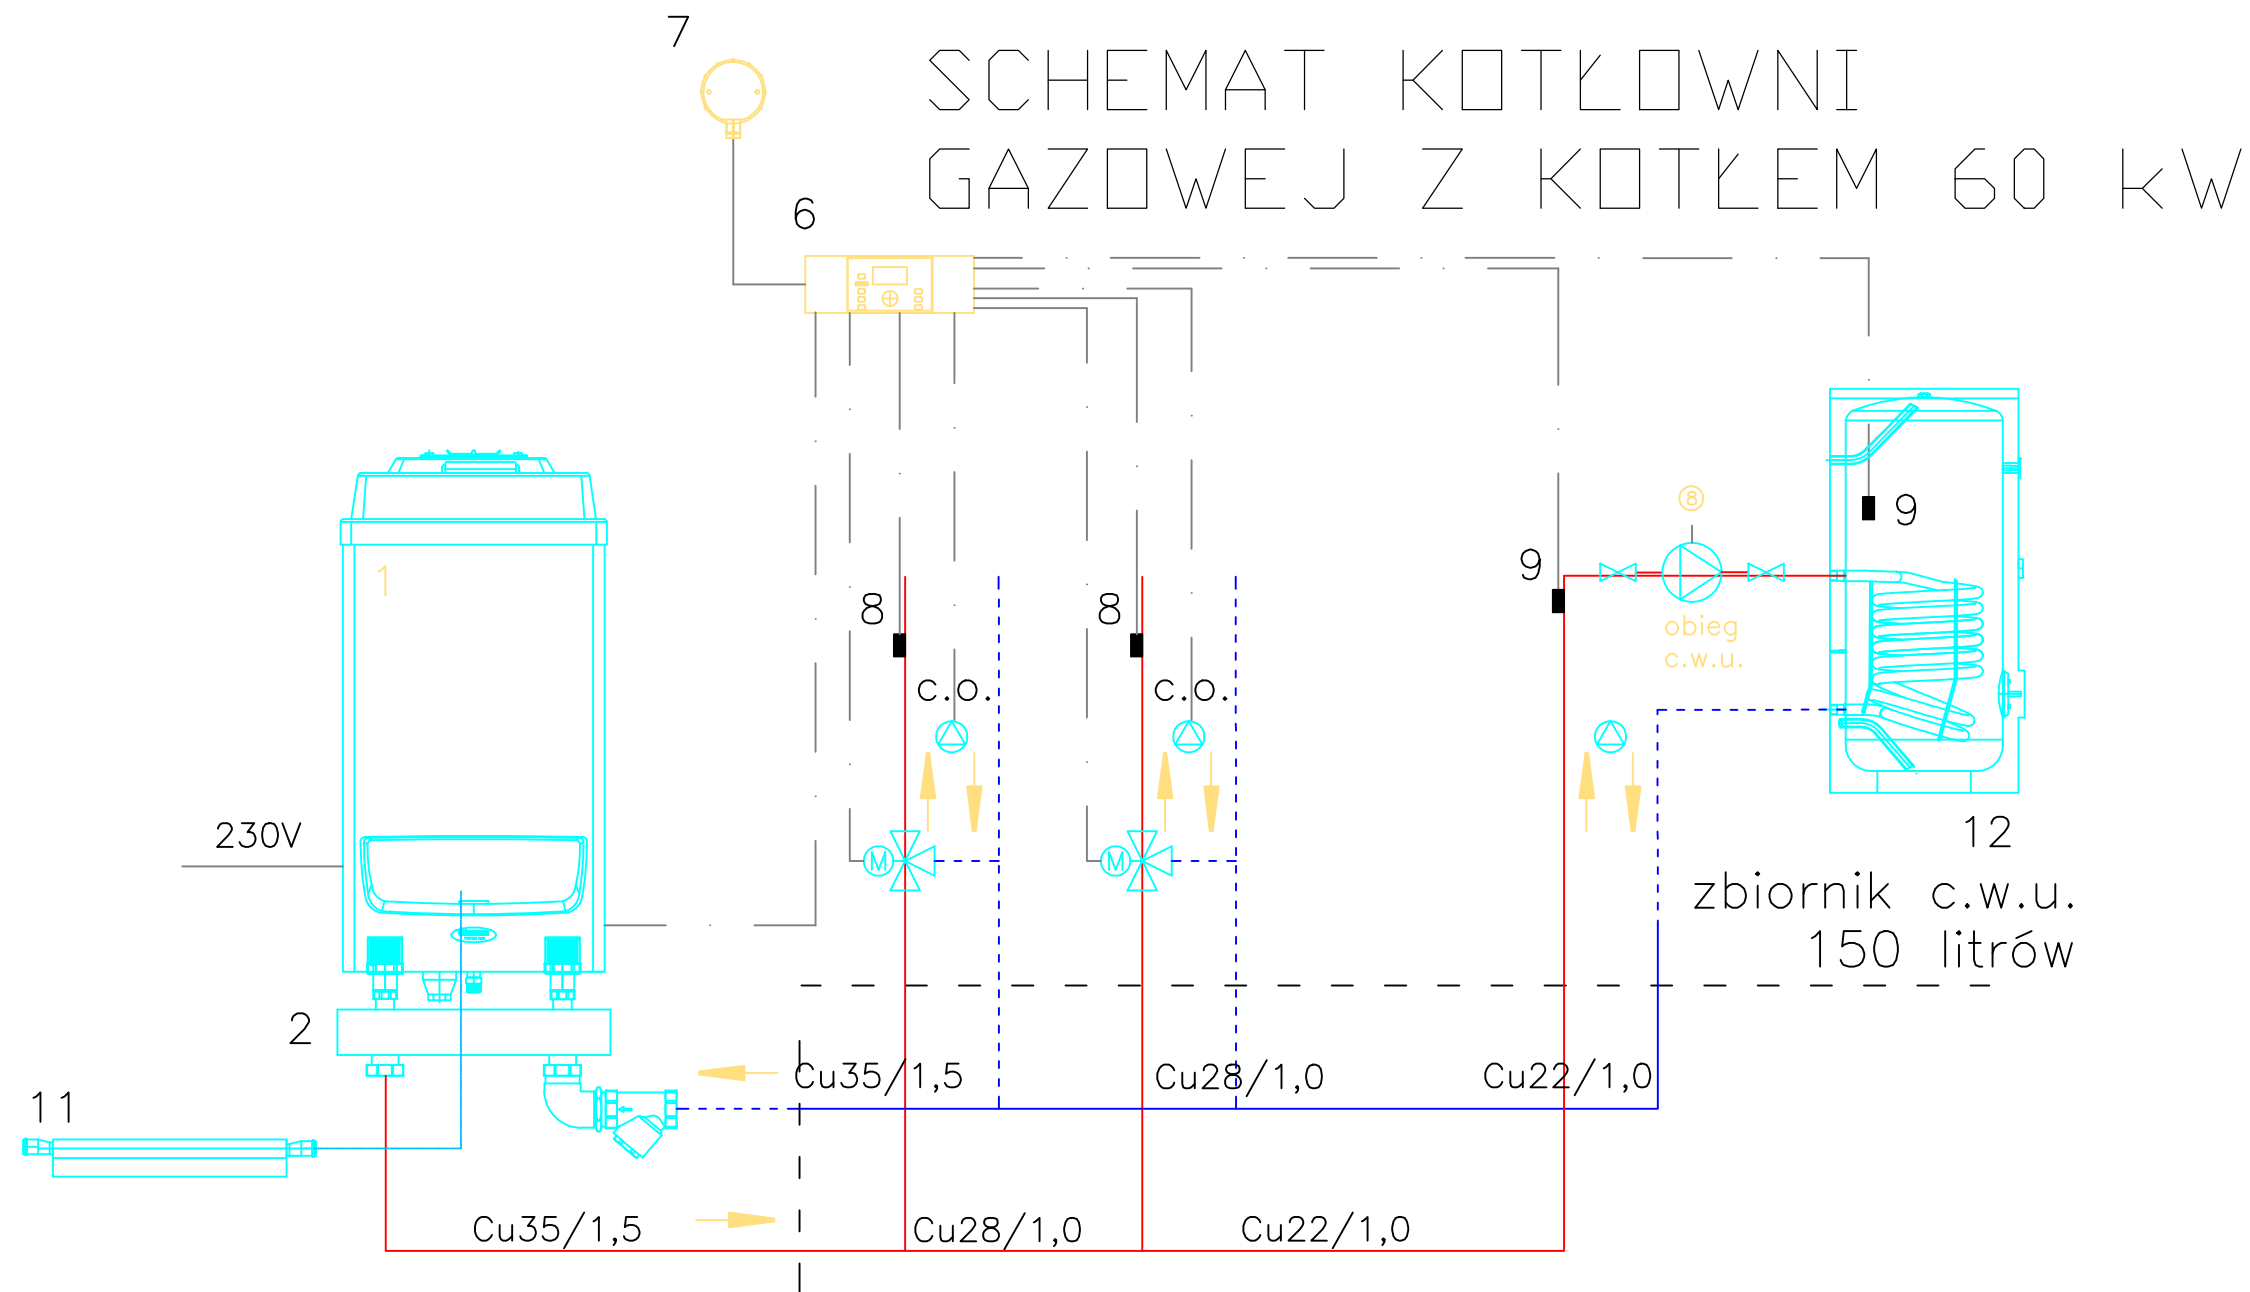 7
SCHEMAT KOTŁOWNI
GAZOWEJ Z KOTŁEM 60 kW
6
8
9
9
1
8
8
obieg
c.w.u.
c.o.
c.o.
230V
M
M
12
zbiornik c.w.u.
150 litrów
2
Cu35/1,5
Cu28/1,0
Cu22/1,0
11
Cu35/1,5
Cu28/1,0
Cu22/1,0